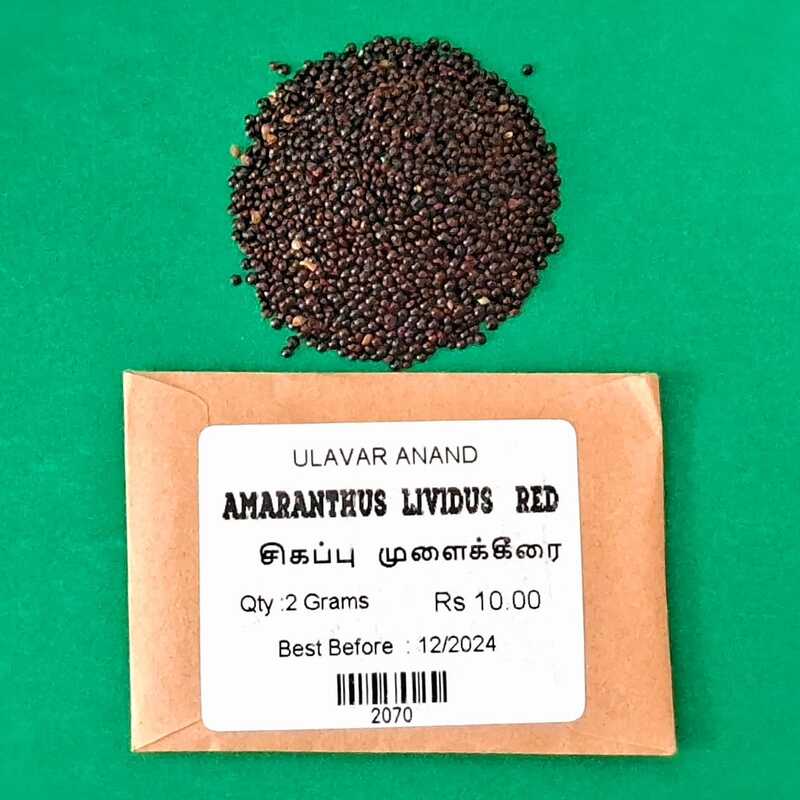 ULAVAR ANAND
AMARANTHUS LIVIDUS RED
சிகப்பு முளைக்கீரை
Qty :2 Grams Rs 10.00
Best Before : 12/2024
2070